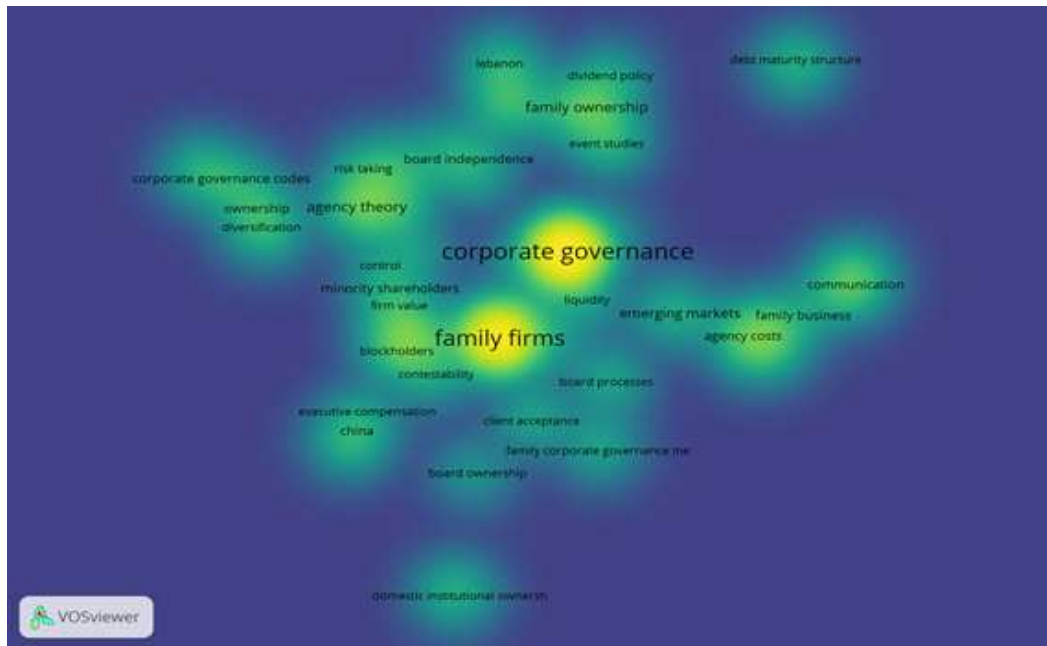 debt maturity structure
lebanon
dividend policy
family ownership
event studies
board independence
risk taking
corporate governance codes
ownership
agency theory
diversification
corporate governance
control
communication
minority shareholders
liquidity
firm value
emerging markets
family business
family firms
agency costs
blockholders
contestability
board processes
executive compensation
client acceptance
china
family corporate governance me
board ownership
domestic institutional ownersh
VOSviewer